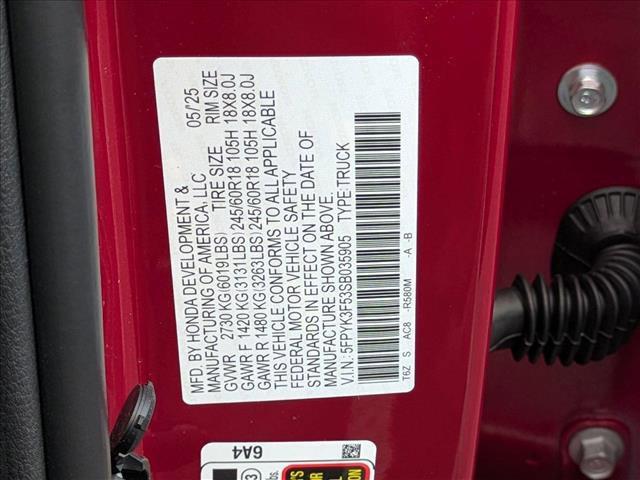 MFD. BY HONDA DEVELOPMENT &
MANUFACTURING OF AMERICA, LLC 05/'25
GVWR 2730 KG(6019LBS) TIRE SIZE RIM SIZE
GAWR F 1420 KG(3131LBS)245/60R18 105H 18X8.0J
GAWR R 1480 KG(3263LBS)245/60R18 105H 18X8.0J
THIS VEHICLE CONFORMS TO ALL APPLICABLE
FEDERAL MOTOR VEHICLE SAFETY
STANDARDS IN EFFECT ON THE DATE OF
MANUFACTURE SHOWN ABOVE.
V.I.N.:5FPYK3F53SB035905 TYPE:TRUCK
T6Z S AC8 -R580M -A -B
6A4